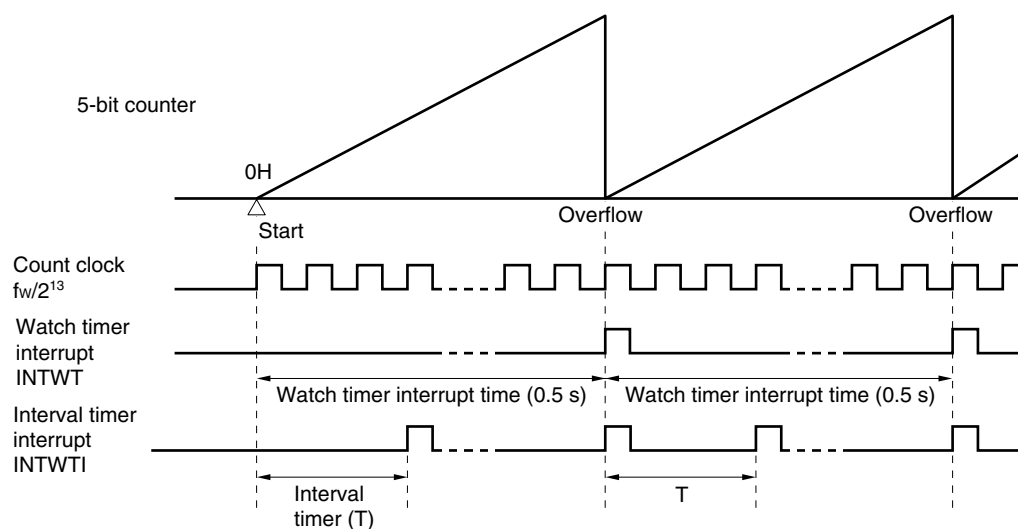 5-bit counter
0H
Start
Overflow
Overflow
Count clock
fw/2¹³
Watch timer
interrupt
INTWT
Watch timer interrupt time (0.5 s)
Watch timer interrupt time (0.5 s)
Interval timer
interrupt
INTWTI
Interval
timer (T)
T